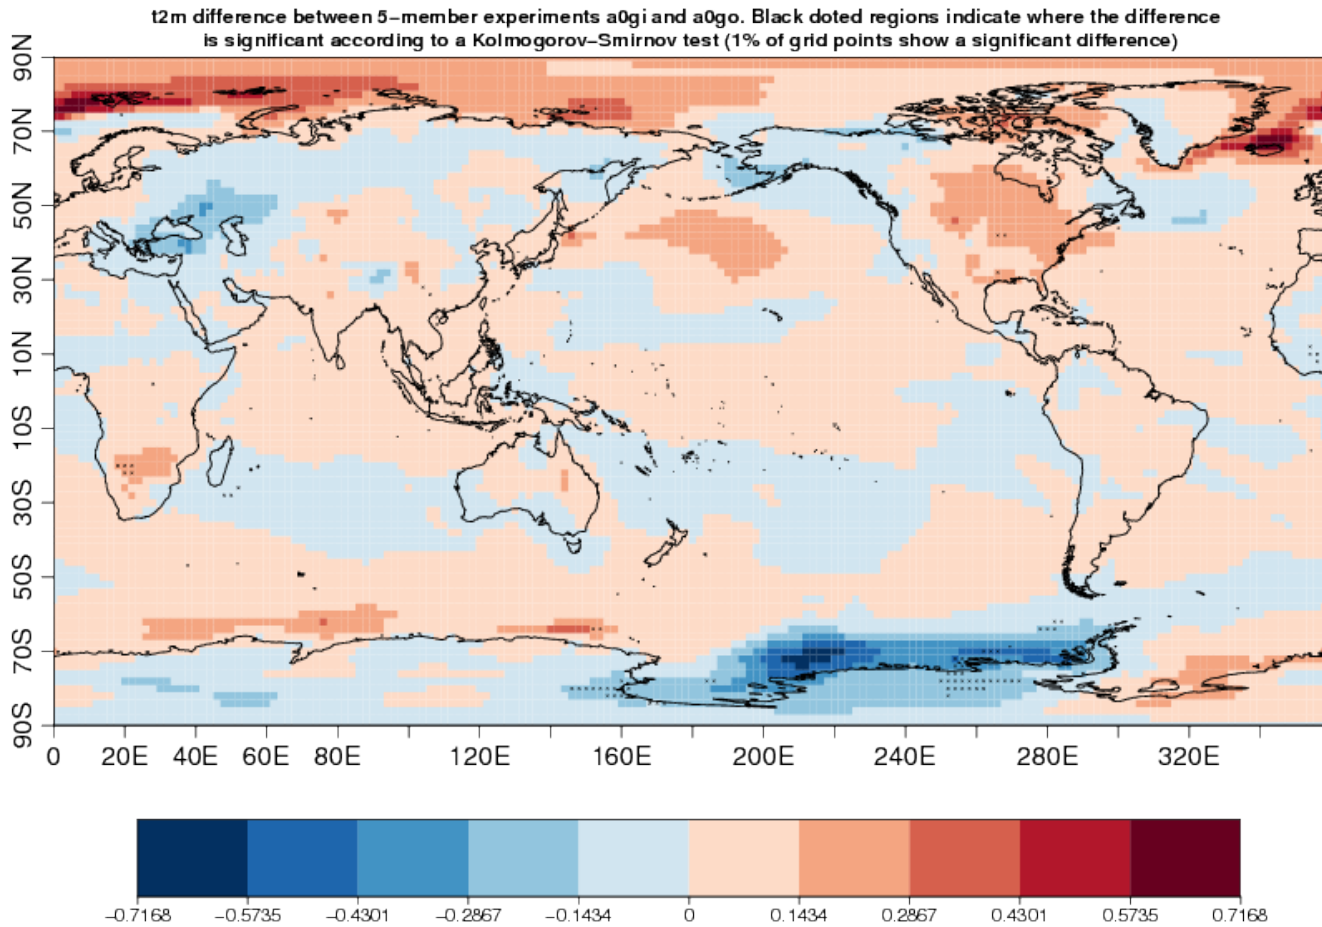 t2m difference between 5−member experiments a0gi and a0go. Black doted regions indicate where the difference
is significant according to a Kolmogorov−Smirnov test (1% of grid points show a significant difference)
90N
70N
50N
30N
10N
10S
30S
50S
70S
90S
0 20E 40E 80E 120E 160E 200E 240E 280E 320E
−0.7168 −0.5735 −0.4301 −0.2867 −0.1434 0 0.1434 0.2867 0.4301 0.5735 0.7168